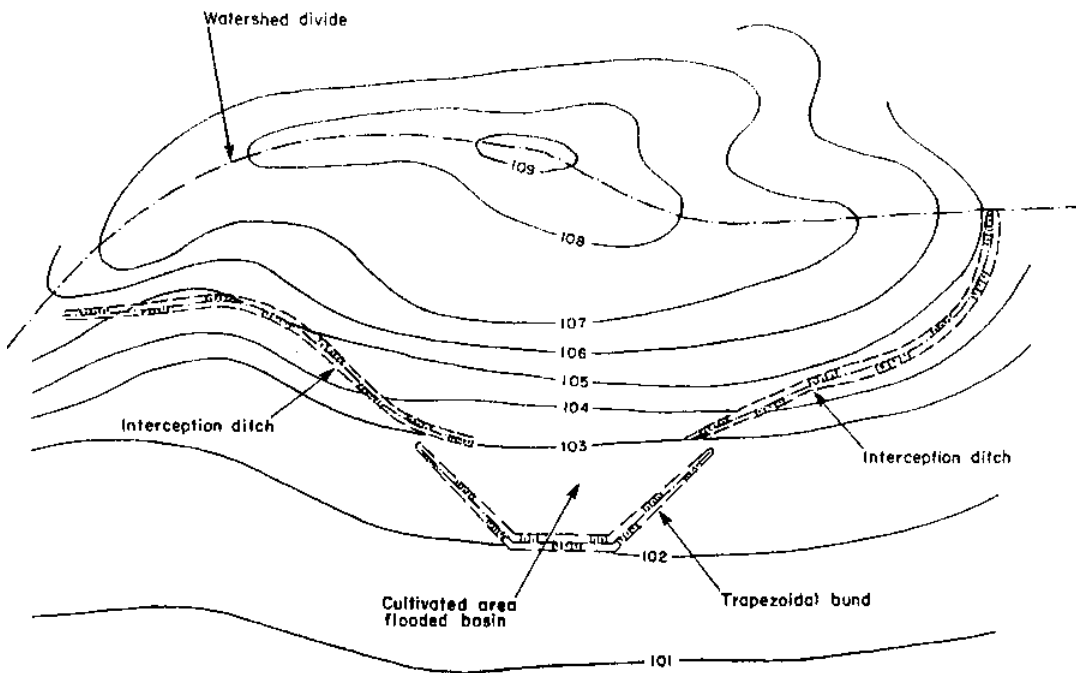 Watershed divide
109
108
107
106
105
104
103
Interception ditch
Interception ditch
102
Cultivated area
flooded basin
Trapezoidal bund
101